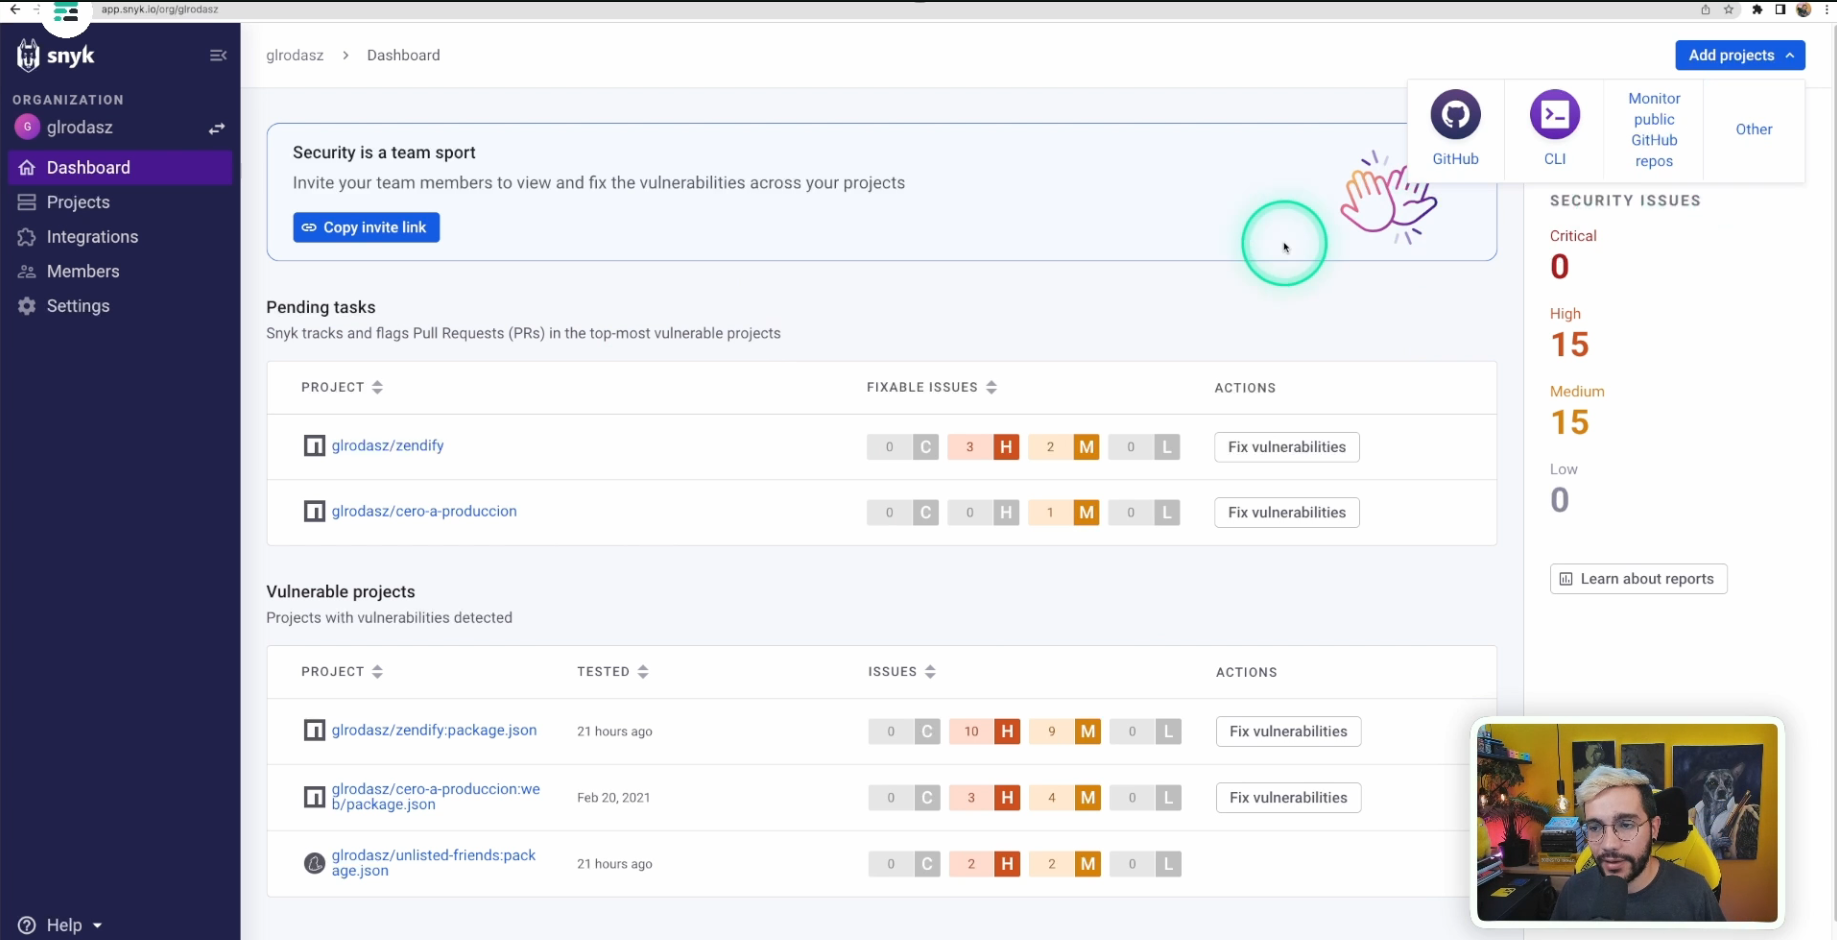 app.snyk.io/org/glrodasz
snyk
ORGANIZATION
G glrodasz
Dashboard
Projects
Integrations
Members
Settings
Help
glrodasz > Dashboard
Add projects
GitHub
CLI
Monitor
public
GitHub
repos
Other
Security is a team sport
Invite your team members to view and fix the vulnerabilities across your projects
Copy invite link
Pending tasks
Snyk tracks and flags Pull Requests (PRs) in the top-most vulnerable projects
PROJECT FIXABLE ISSUES ACTIONS
glrodasz/zendify 0 C 3 H 2 M 0 L Fix vulnerabilities
glrodasz/cero-a-produccion 0 C 0 H 1 M 0 L Fix vulnerabilities
Vulnerable projects
Projects with vulnerabilities detected
PROJECT TESTED ISSUES ACTIONS
glrodasz/zendify:package.json 21 hours ago 0 C 10 H 9 M 0 L Fix vulnerabilities
glrodasz/cero-a-produccion:we
b/package.json Feb 20, 2021 0 C 3 H 4 M 0 L Fix vulnerabilities
glrodasz/unlisted-friends:pack
age.json 21 hours ago 0 C 2 H 2 M 0 L
SECURITY ISSUES
Critical
0
High
15
Medium
15
Low
0
Learn about reports